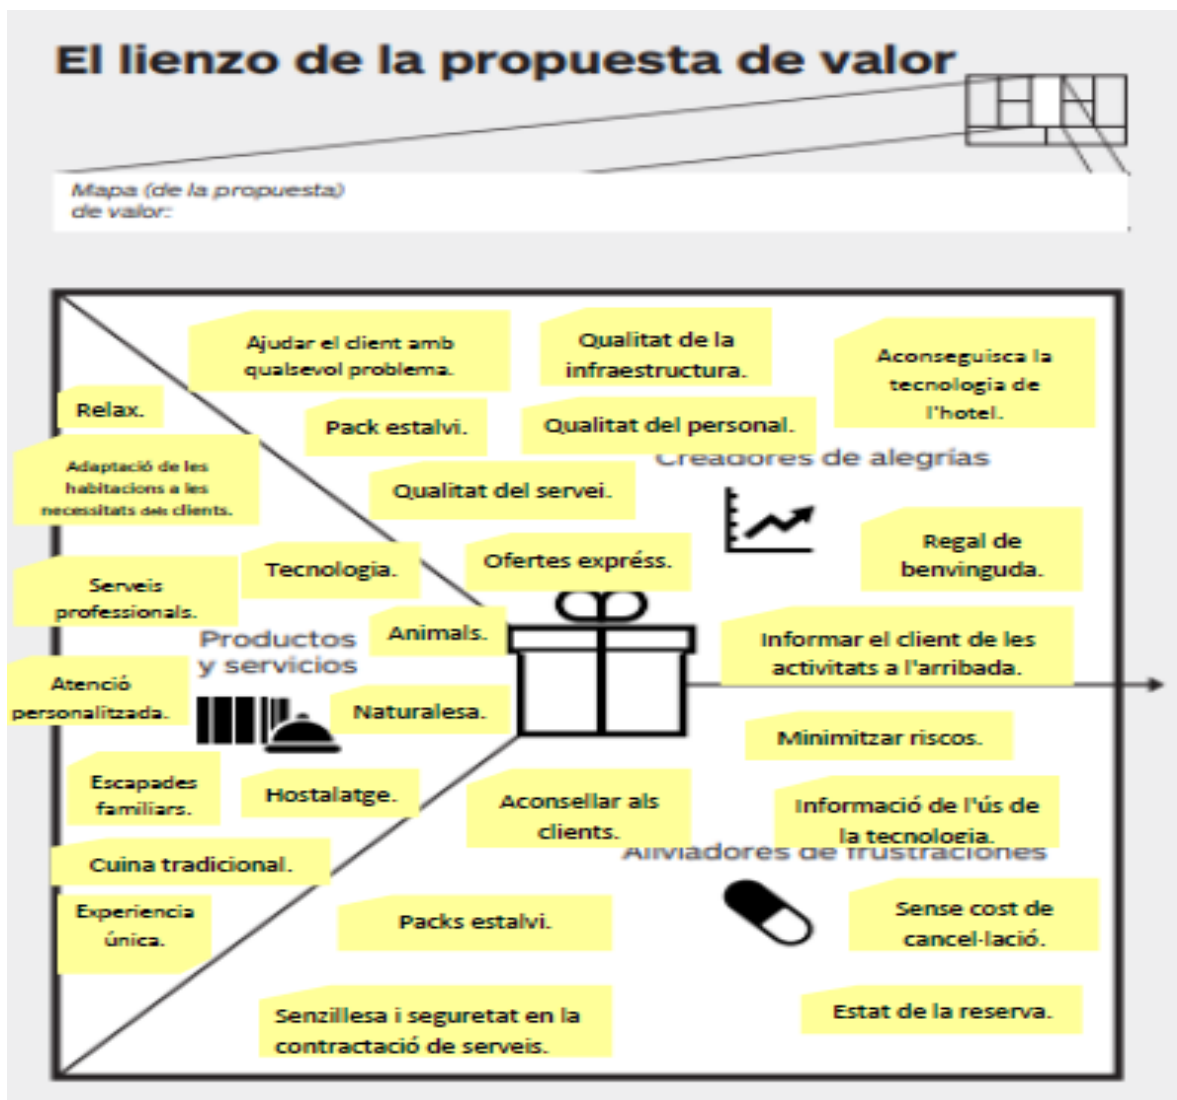 El lienzo de la propuesta de valor
Mapa (de la propuesta)
de valor:
Ajudar el client amb
qualsevol problema.
Qualitat de la
infraestructura.
Aconseguisca la
tecnologia de
l'hotel.
Relax.
Pack estalvi.
Qualitat del personal.
Creadores de alegrías
Adaptació de les
habitacions a les
necessitats dels clients.
Qualitat del servei.
Regal de
benvinguda.
Tecnologia.
Ofertes expréss.
Serveis
professionals.
Productos
y servicios
Animals.
Informar el client de les
activitats a l'arribada.
Atenció
personalitzada.
Naturalesa.
Minimitzar riscos.
Escapades
familiars.
Hostalatge.
Aconsellar als
clients.
Informació de l'ús de
la tecnologia.
Aliviadores de frustraciones
Cuina tradicional.
Experiencia
única.
Packs estalvi.
Sense cost de
cancel·lació.
Senzillesa i seguretat en la
contractació de serveis.
Estat de la reserva.